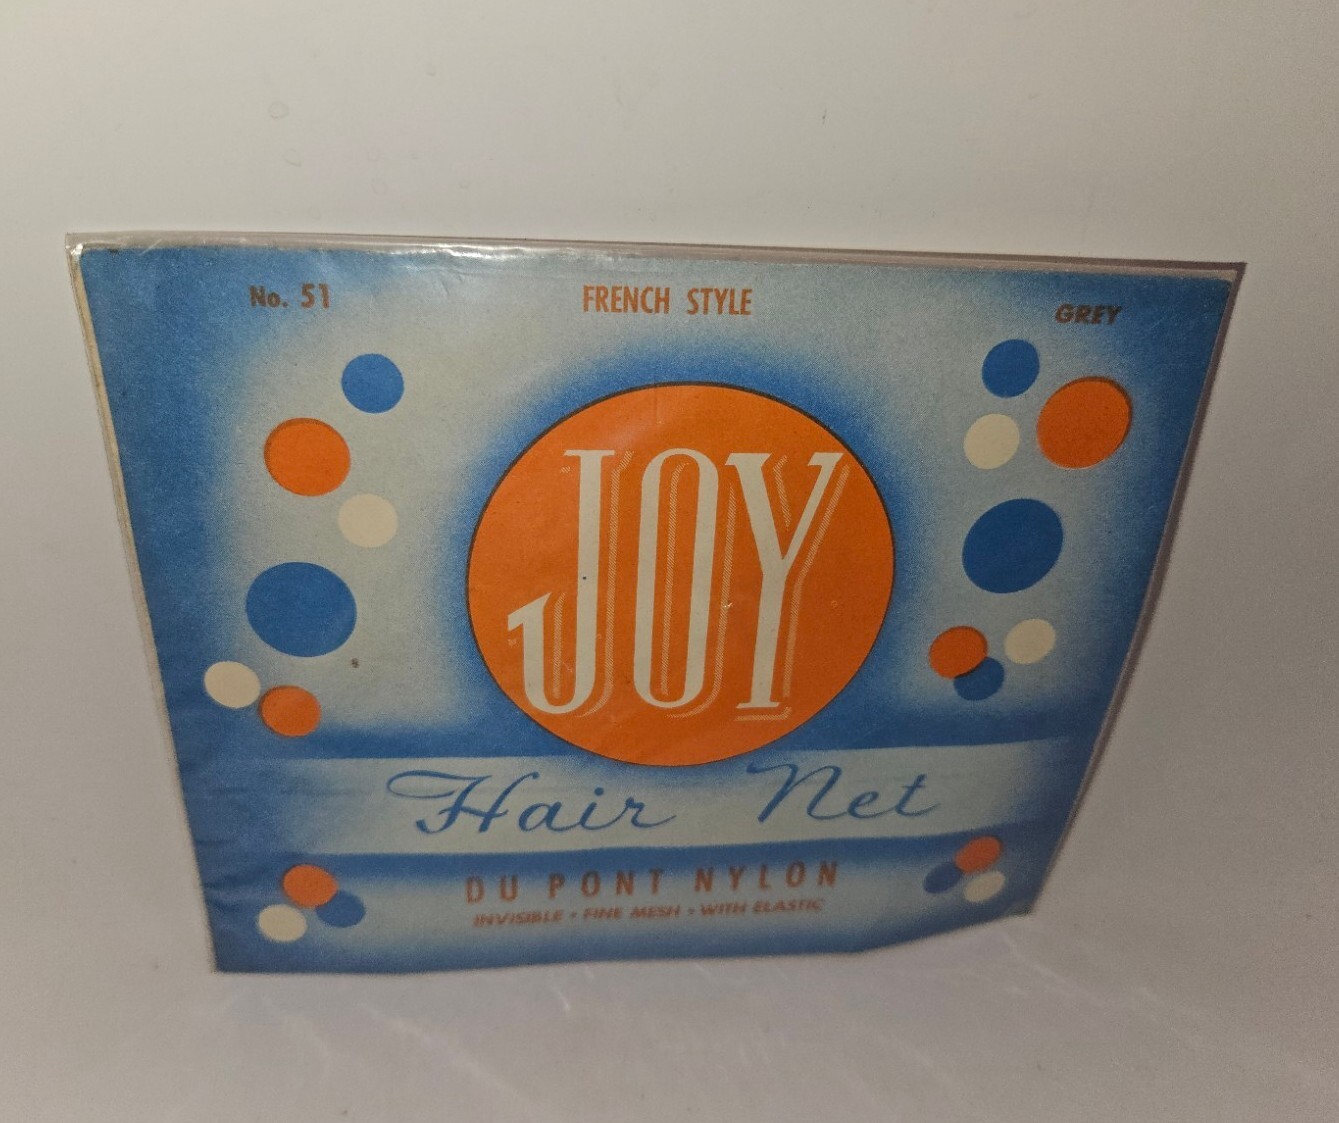 No. 51
FRENCH STYLE
GREY
JOY
Hair Net
DU PONT NYLON
INVISIBLE • FINE MESH • WITH ELASTIC